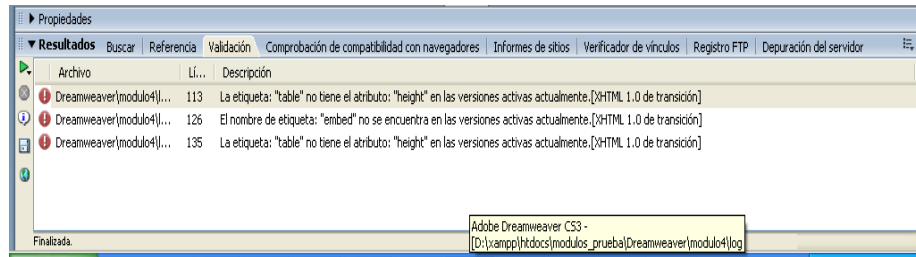 Propiedades
Resultados Buscar Referencia Validación Comprobación de compatibilidad con navegadores Informes de sitios Verificador de vínculos Registro FTP Depuración del servidor
Archivo Lí... Descripción
Dreamweaver\modulo4\l... 113 La etiqueta: "table" no tiene el atributo: "height" en las versiones activas actualmente.[XHTML 1.0 de transición]
Dreamweaver\modulo4\l... 126 El nombre de etiqueta: "embed" no se encuentra en las versiones activas actualmente.[XHTML 1.0 de transición]
Dreamweaver\modulo4\l... 135 La etiqueta: "table" no tiene el atributo: "height" en las versiones activas actualmente.[XHTML 1.0 de transición]
Adobe Dreamweaver CS3 -
[D:\xampp\htdocs\modulos_prueba\Dreamweaver\modulo4\log
Finalizada.